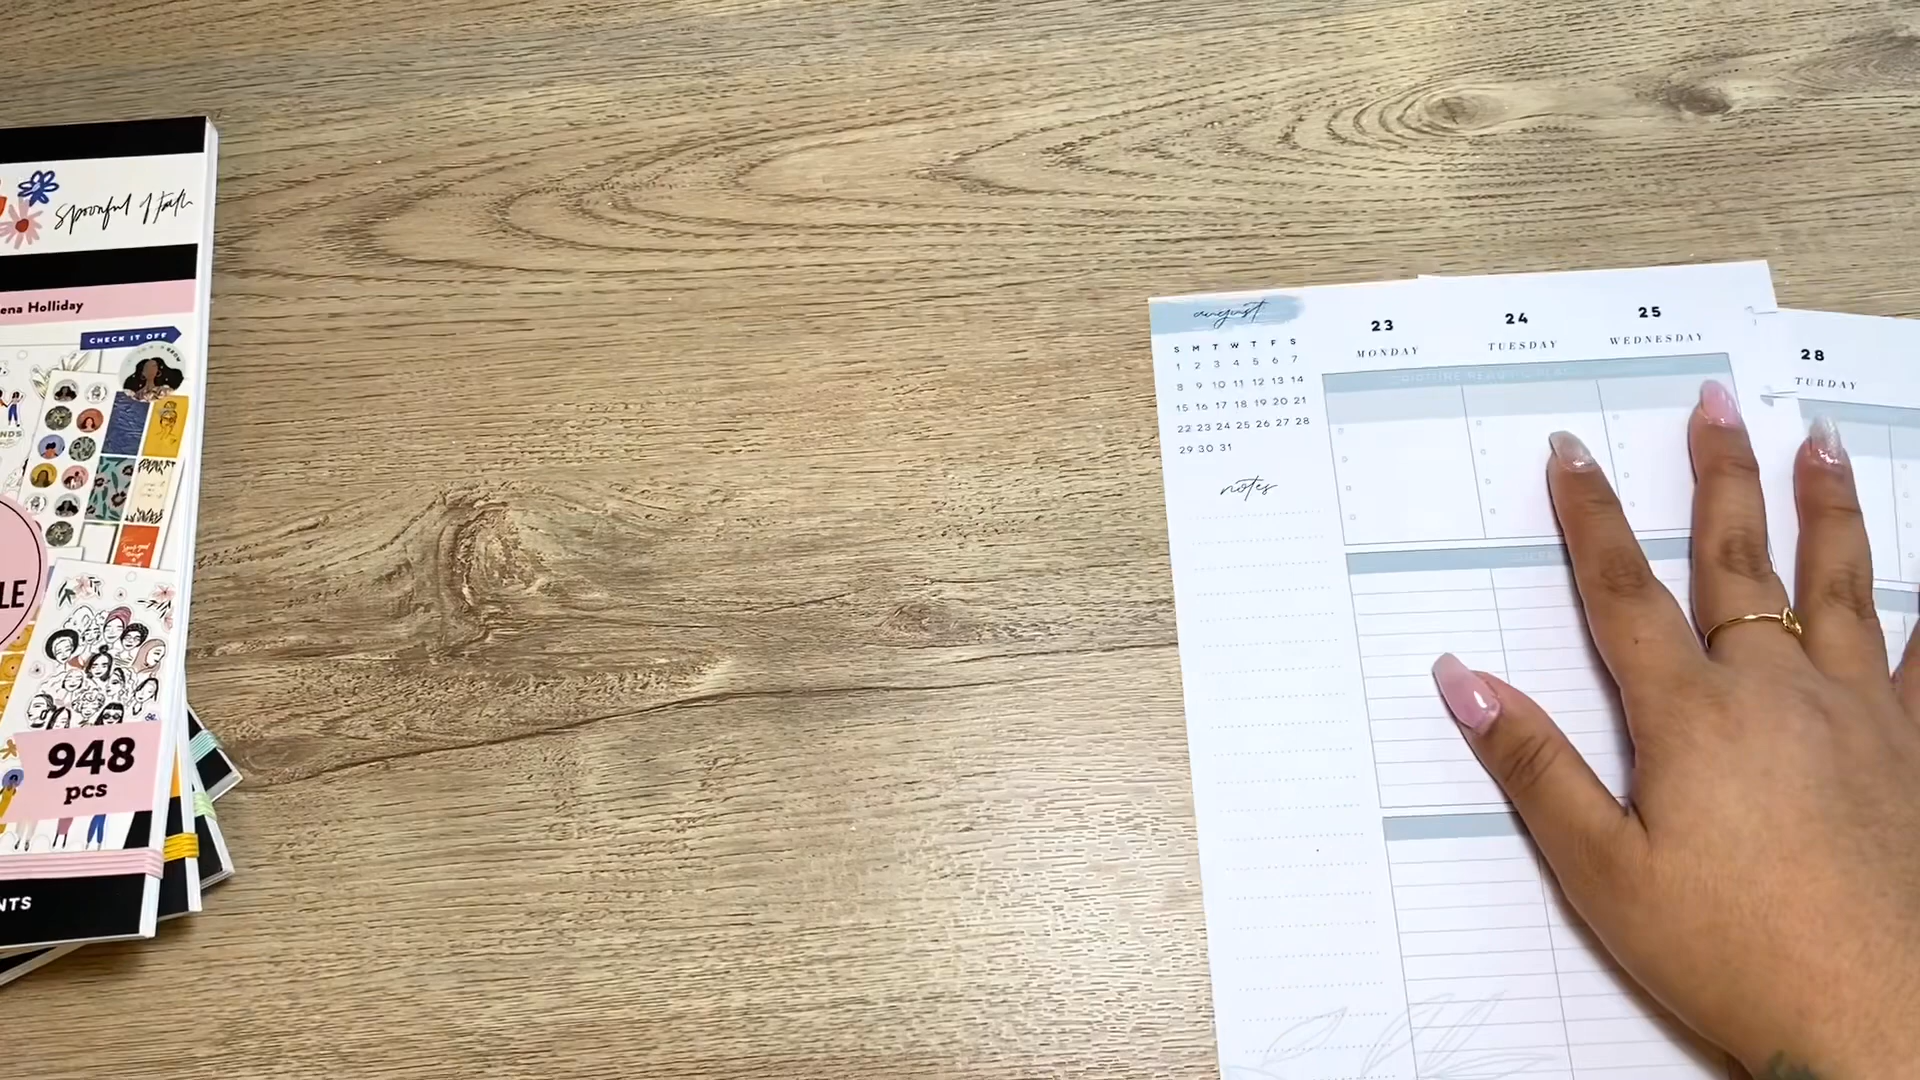 Spoonful of faith
ena Holliday
CHECK IT OFF
GROW
NDS
LE
948
pcs
NTS
august
S M T W T F S
1 2 3 4 5 6 7
8 9 10 11 12 13 14
15 16 17 18 19 20 21
22 23 24 25 26 27 28
29 30 31
notes
23
MONDAY
24
TUESDAY
25
WEDNESDAY
28
TURDAY